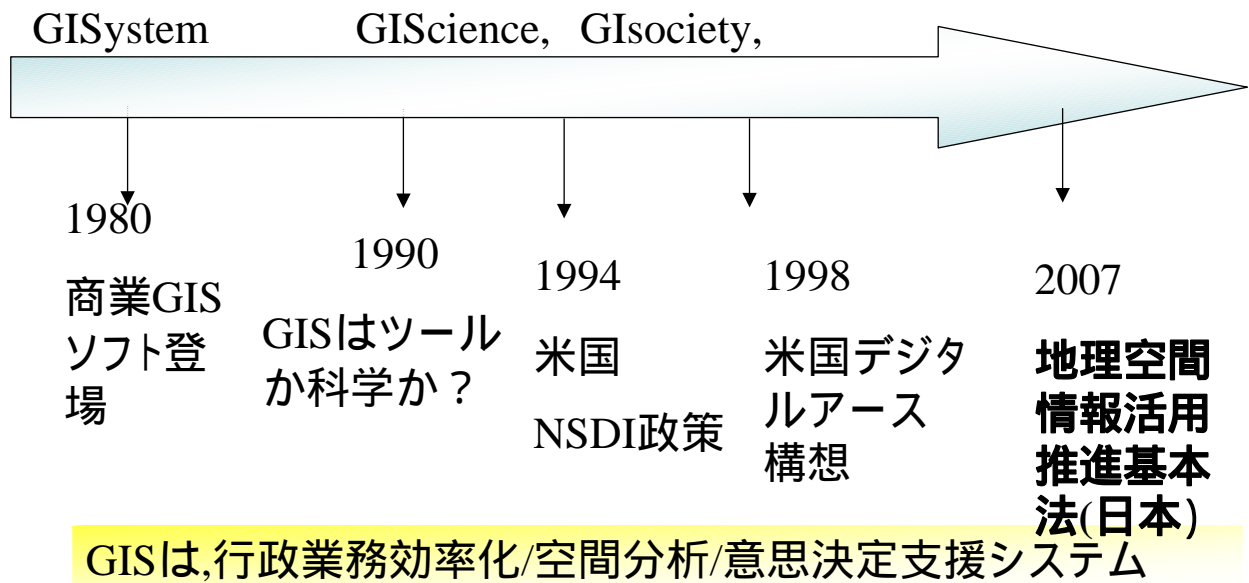 GISystem
GIScience, GIsociety,
1980
商業GIS
ソフト登
場
1990
GISはツール
か科学か？
1994
米国
NSDI政策
1998
米国デジタ
ルアース
構想
2007
地理空間
情報活用
推進基本
法(日本)
GISは,行政業務効率化/空間分析/意思決定支援システム